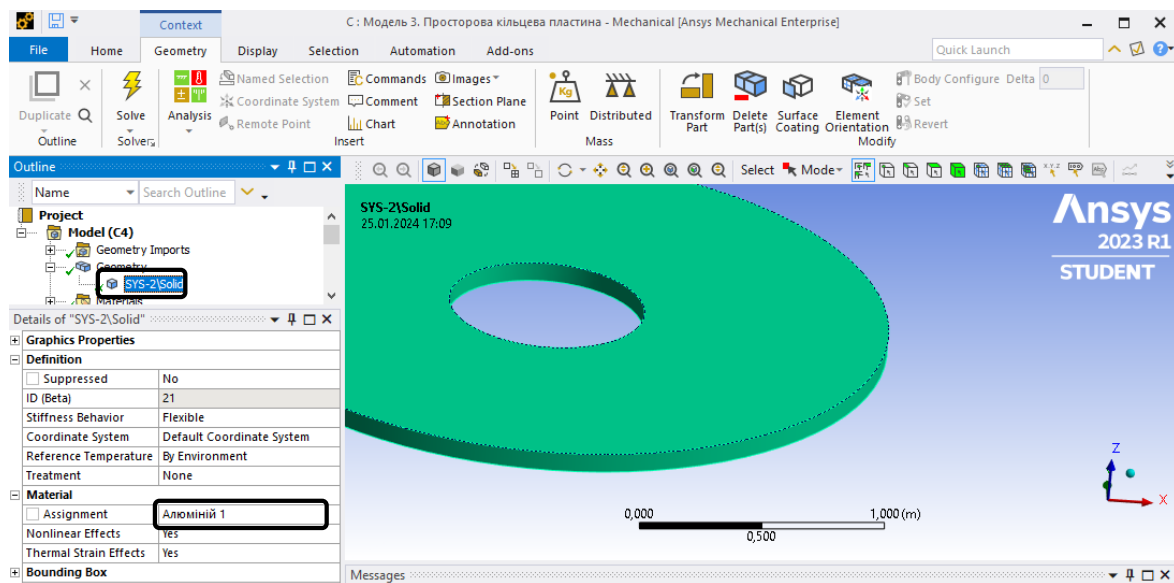 Context
C : Модель 3. Просторова кільцева пластина - Mechanical [Ansys Mechanical Enterprise]
File Home Geometry Display Selection Automation Add-ons Quick Launch
Duplicate
Outline
Solve
Solver
Analysis
Named Selection
Coordinate System
Remote Point
Commands
Comment
Chart
Images
Section Plane
Annotation
Insert
Kg
Point Distributed
Mass
Transform Part
Delete Part(s)
Surface Coating
Element Orientation
Modify
Body Configure Delta 0
Set
Revert
Outline
Name Search Outline
Project
Model (C4)
Geometry Imports
Geometry
SYS-2\Solid
Materials
Select Mode
SYS-2\Solid
25.01.2024 17:09
Ansys
2023 R1
STUDENT
Details of "SYS-2\Solid"
Graphics Properties
Definition
Suppressed No
ID (Beta) 21
Stiffness Behavior Flexible
Coordinate System Default Coordinate System
Reference Temperature By Environment
Treatment None
Material
Assignment Алюміній 1
Nonlinear Effects Yes
Thermal Strain Effects Yes
Bounding Box
Z
X
0,000 1,000 (m)
0,500
Messages